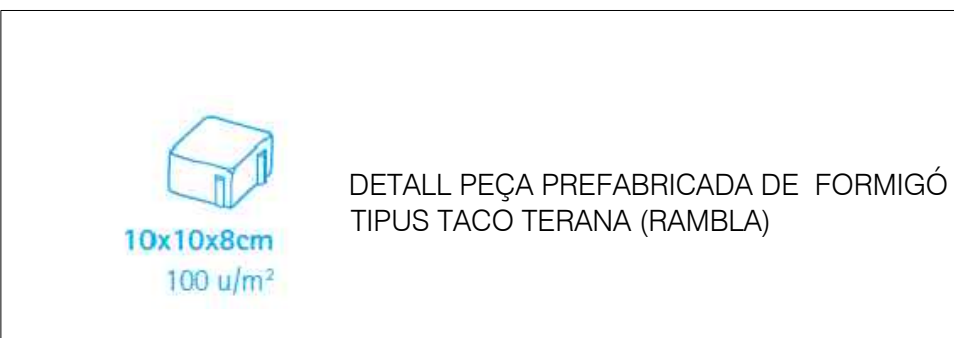 10x10x8cm
100 u/m²
DETALL PEÇA PREFABRICADA DE FORMIGÓ
TIPUS TACO TERANA (RAMBLA)